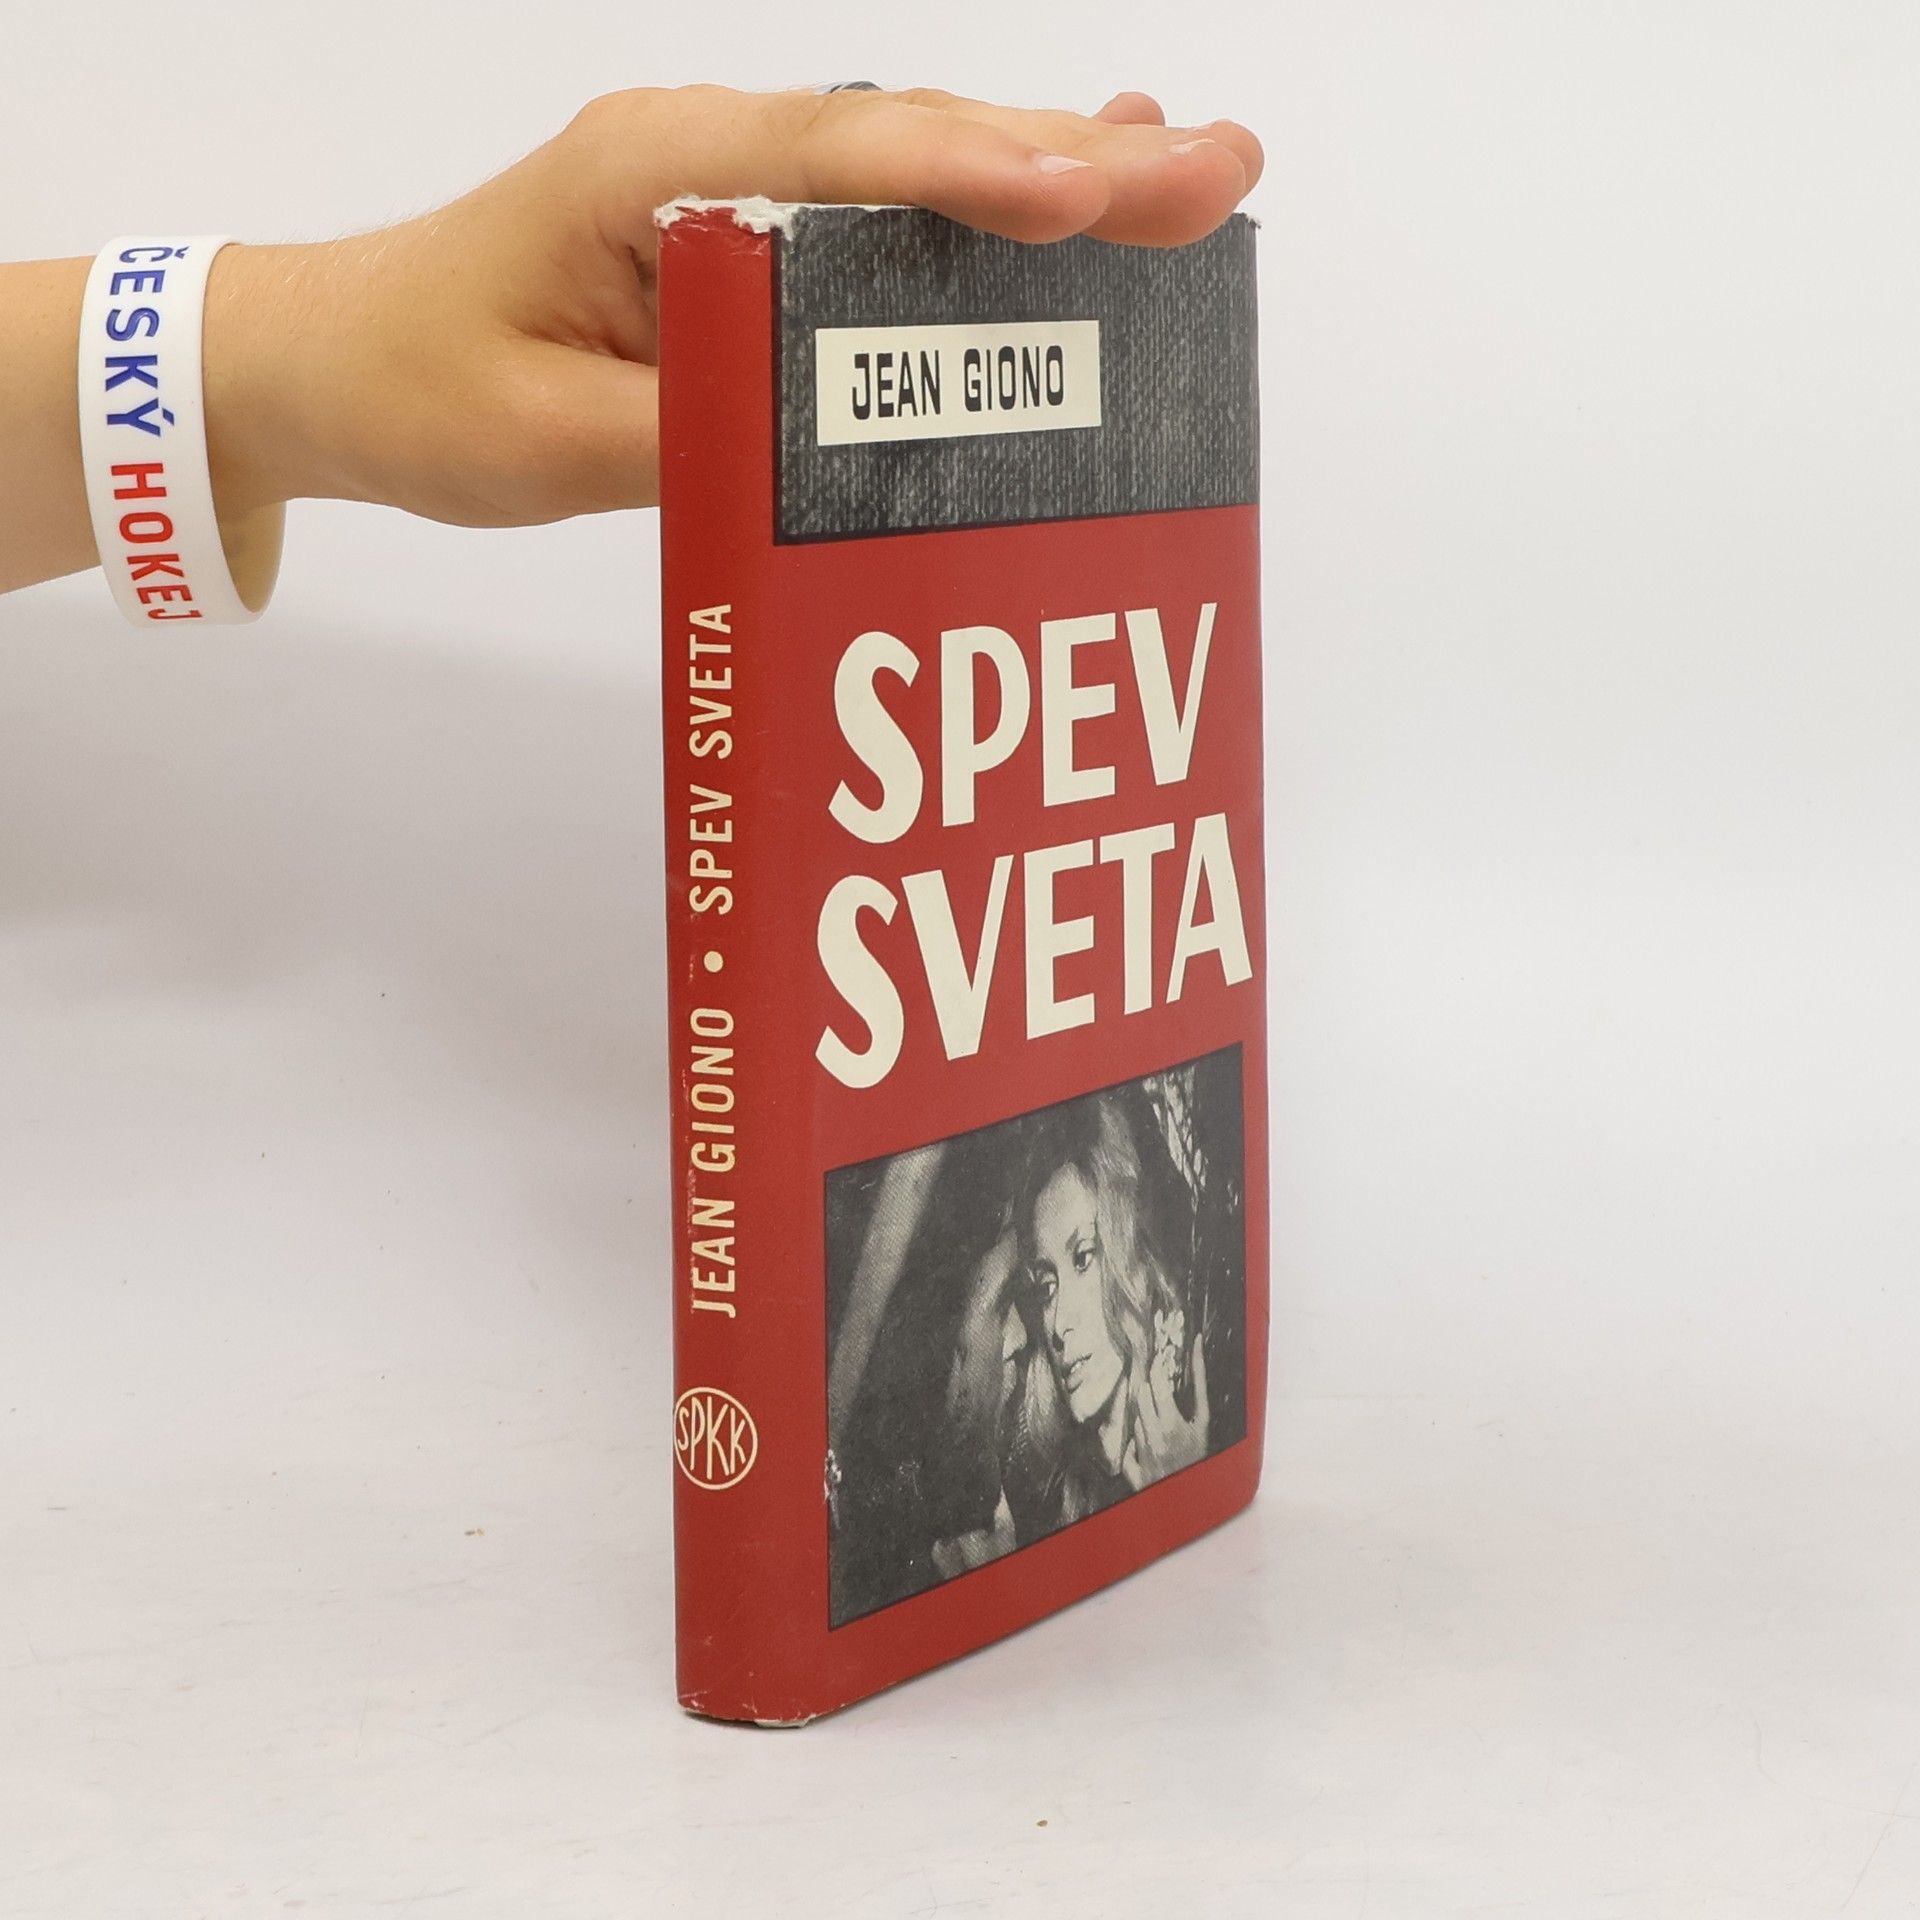 ČESKÝ HOKEJ
JEAN GIONO
SPEV
SVETA
JEAN GIONO • SPEV SVETA
SPKK